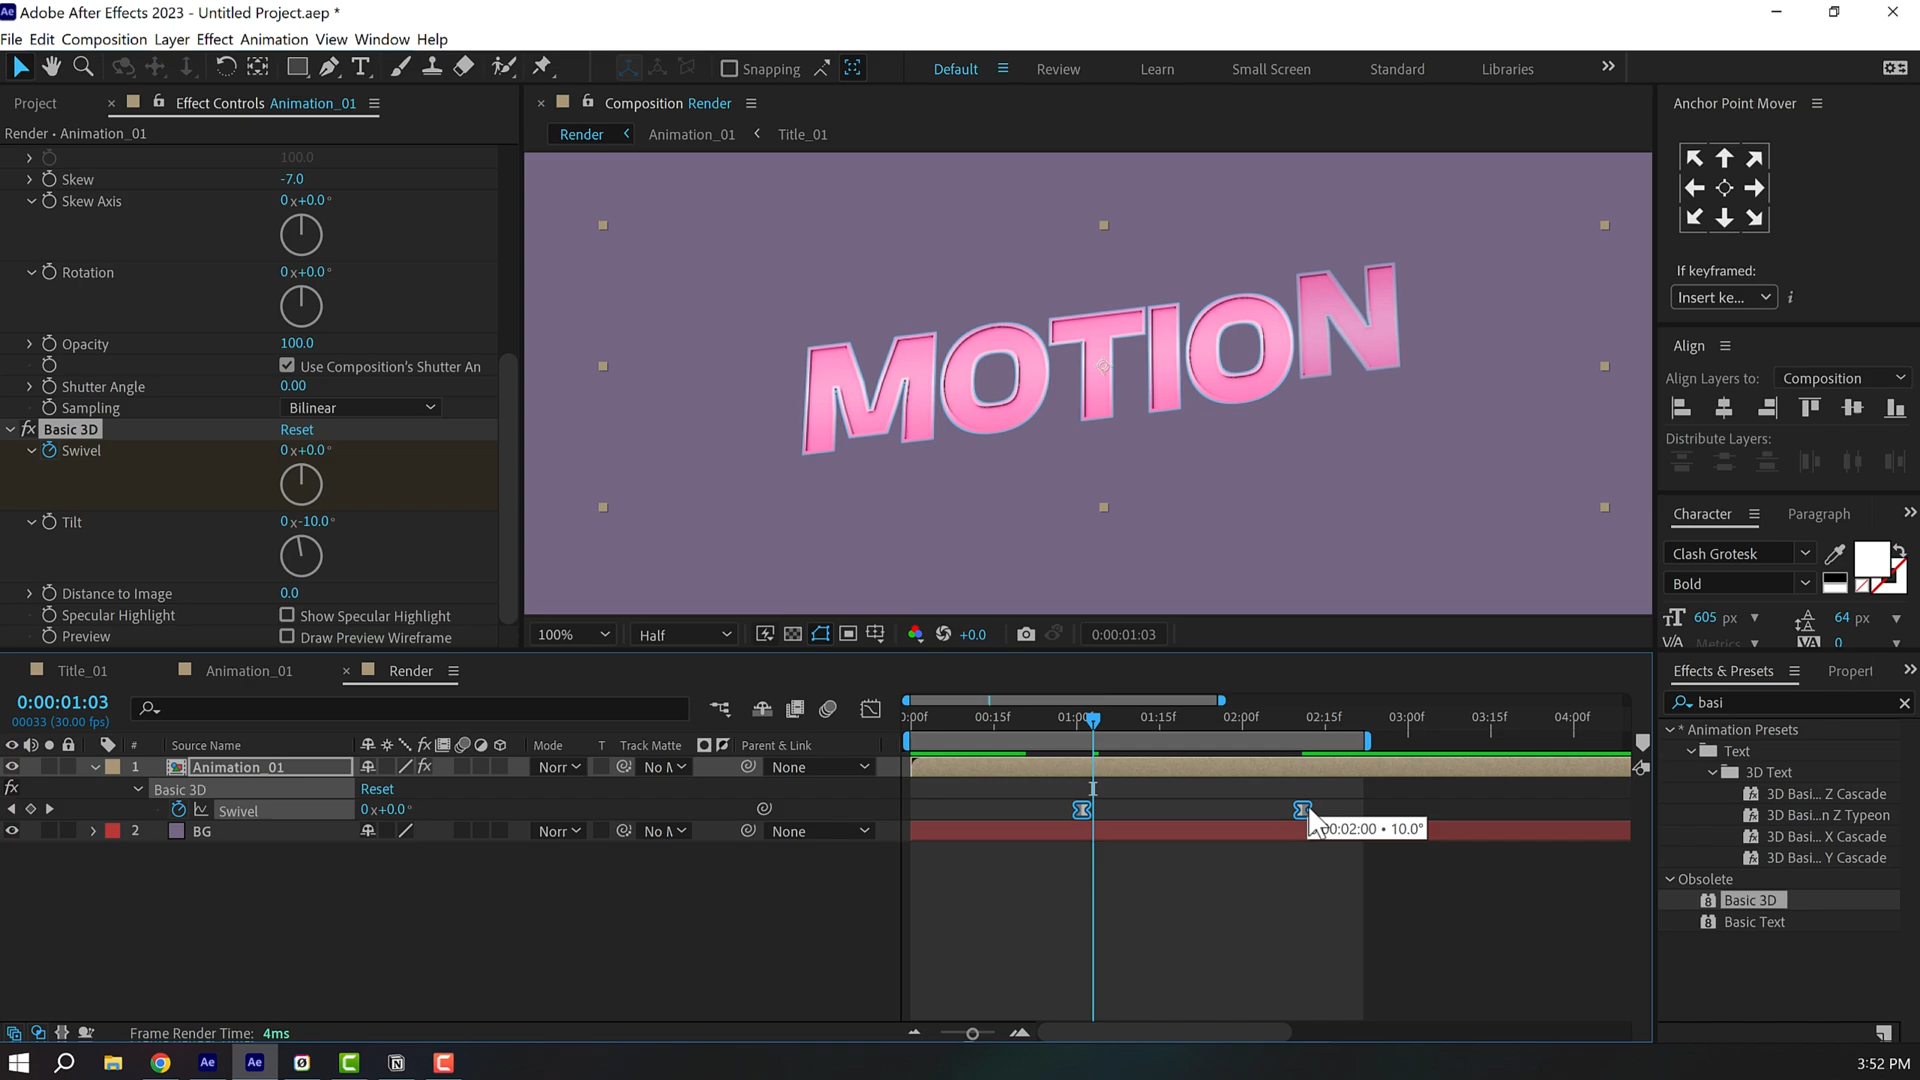 Adobe After Effects 2023 - Untitled Project.aep *
File Edit Composition Layer Effect Animation View Window Help
Snapping
Default
Review
Learn
Small Screen
Standard
Libraries
Project
Effect Controls Animation_01
Render • Animation_01
100.0
Skew -7.0
Skew Axis 0 x+0.0°
Rotation 0 x+0.0°
Opacity 100.0
Use Composition's Shutter An
Shutter Angle 0.00
Sampling Bilinear
fx Basic 3D Reset
Swivel 0 x+0.0°
Tilt 0 x-10.0°
Distance to Image 0.0
Specular Highlight Show Specular Highlight
Preview Draw Preview Wireframe
Composition Render
Render Animation_01 Title_01
MOTION
100% Half +0.0 0:00:01:03
Anchor Point Mover
If keyframed:
Insert ke...
Align
Align Layers to: Composition
Distribute Layers:
Character Paragraph
Clash Grotesk
Bold
605 px 64 px
Metrics 0
Title_01 Animation_01 Render
0:00:01:03
00033 (30.00 fps)
:00f 00:15f 01:00f 01:15f 02:00f 02:15f 03:00f 03:15f 04:00f
# Source Name fx Mode T Track Matte Parent & Link
1 Animation_01 fx Norr No M None
fx Basic 3D Reset
Swivel 0 x+0.0°
2 BG Norr No M None
0:02:00 • 10.0°
Frame Render Time: 4ms
Effects & Presets Properl
basi
* Animation Presets
Text
3D Text
3D Basi... Z Cascade
3D Basi...n Z Typeon
3D Basi... X Cascade
3D Basi... Y Cascade
Obsolete
Basic 3D
Basic Text
3:52 PM